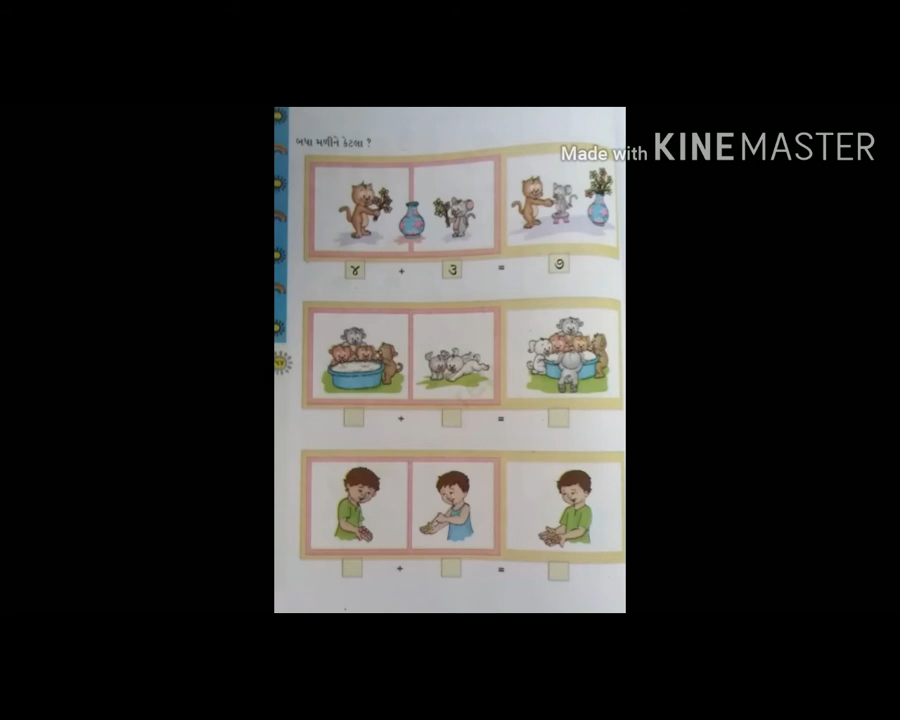 બધા મળીને કેટલા ?
Made with KINEMASTER
૪ + ૩ = ૭
+ =
+ =